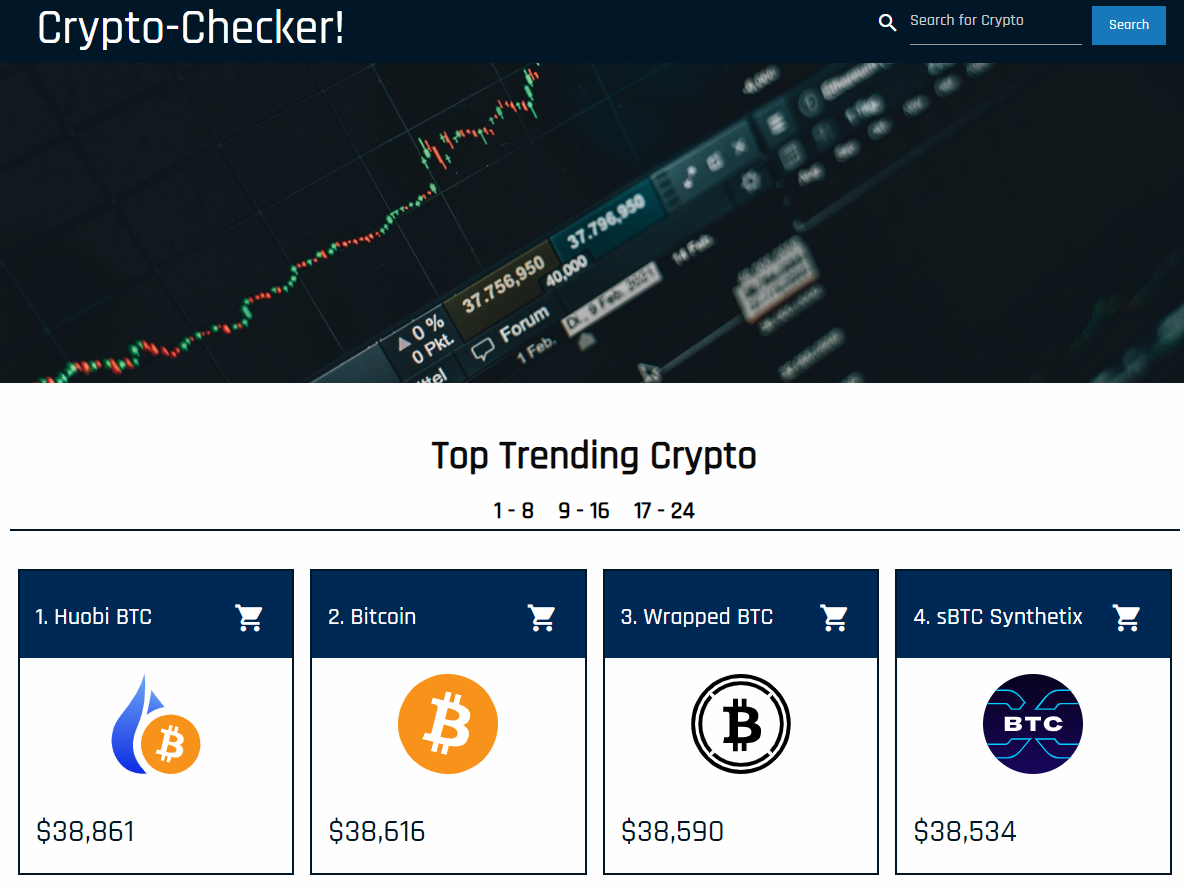 Crypto-Checker!
Search for Crypto
Search
37.796,950
37.756,950
40,000
14 Feb.
Di., 9 Feb. 2021
0 %
0 Pkt.
Forum
1 Feb.
Top Trending Crypto
1 - 8 9 - 16 17 - 24
1. Huobi BTC
2. Bitcoin
3. Wrapped BTC
4. sBTC Synthetix
BTC
$38,861
$38,616
$38,590
$38,534